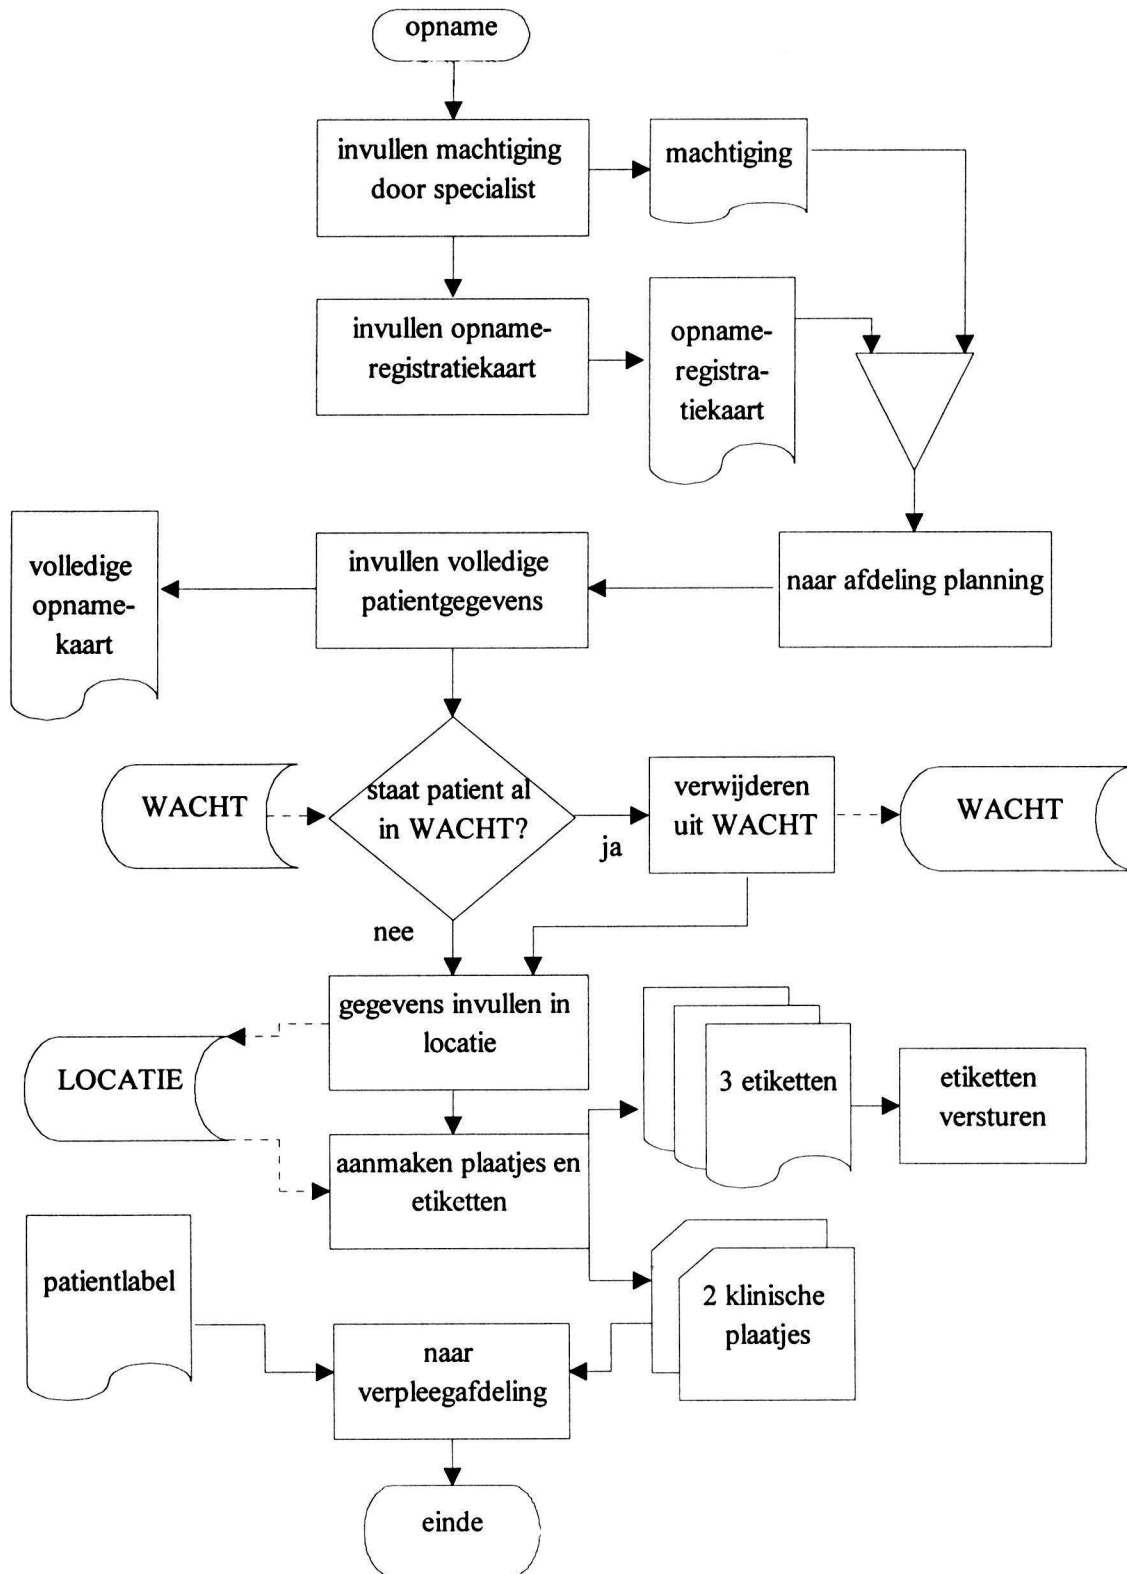 opname
invullen machtiging
door specialist
machtiging
invullen opname-
registratiekaart
opname-
registra-
tiekaart
volledige
opname-
kaart
invullen volledige
patientgegevens
naar afdeling planning
WACHT
staat patient al
in WACHT?
ja
verwijderen
uit WACHT
WACHT
nee
gegevens invullen in
locatie
LOCATIE
3 etiketten
etiketten
versturen
aanmaken plaatjes en
etiketten
patientlabel
2 klinische
plaatjes
naar
verpleegafdeling
einde